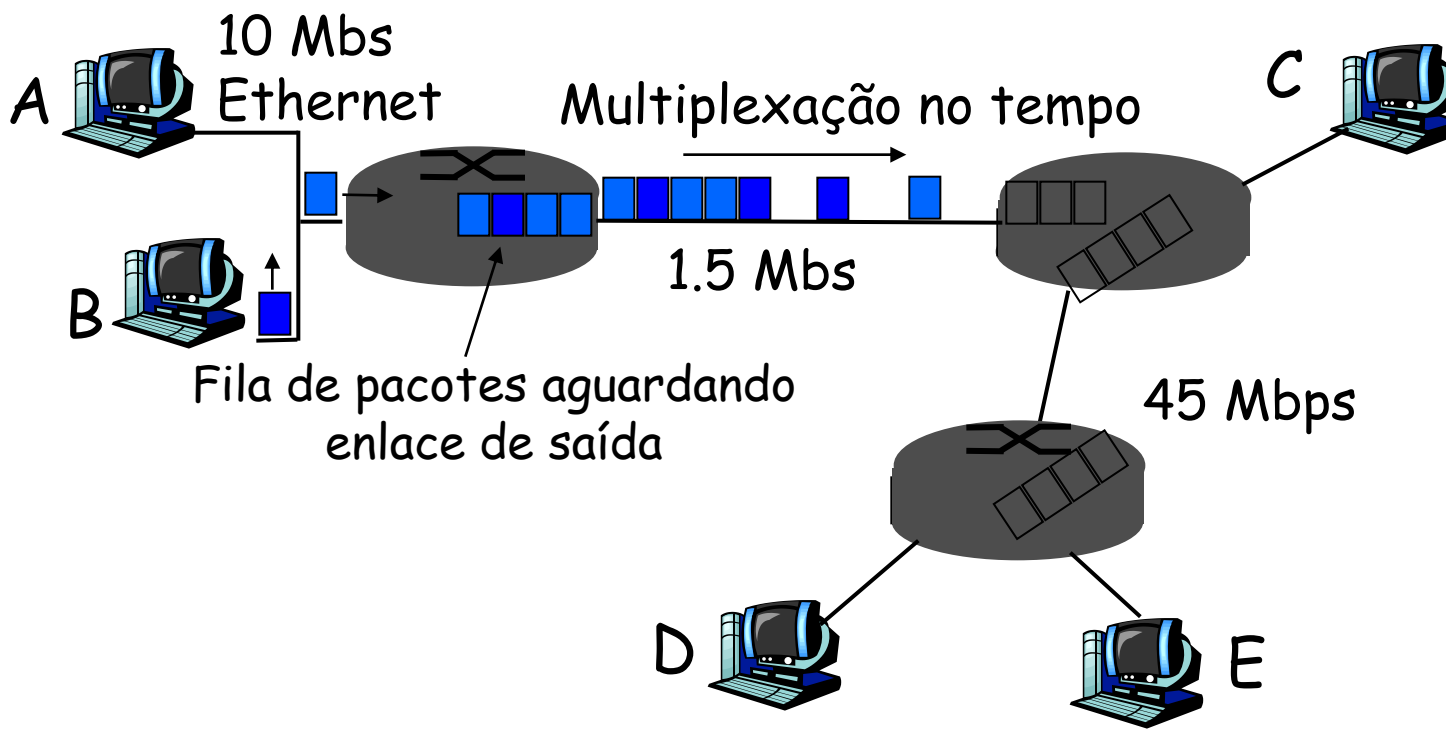 10 Mbs
Ethernet
A
Multiplexação no tempo
C
1.5 Mbs
B
Fila de pacotes aguardando
enlace de saída
45 Mbps
D
E